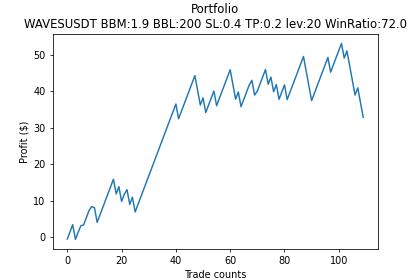 Portfolio
WAVESUSDT BBM:1.9 BBL:200 SL:0.4 TP:0.2 lev:20 WinRatio:72.0
50
40
30
20
10
0
Profit ($)
0 20 40 60 80 100
Trade counts